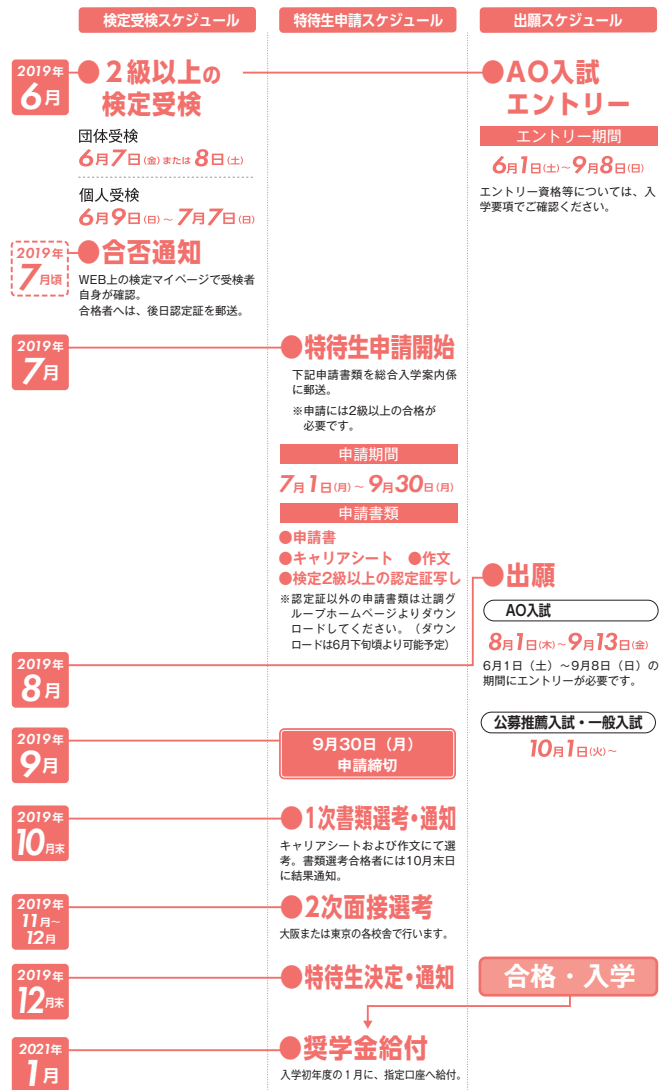 検定受検スケジュール
特待生申請スケジュール
出願スケジュール
2019年
6月
●2級以上の
検定受検
団体受検
6月7日(金)または8日(土)
個人受検
6月9日(日)~7月7日(日)
●AO入試
エントリー
エントリー期間
6月1日(土)~9月8日(日)
エントリー資格等については、入
学要項でご確認ください。
2019年
7月頃
●合否通知
WEB上の検定マイページで受検者
自身が確認。
合格者へは、後日認定証を郵送。
2019年
7月
●特待生申請開始
下記申請書類を総合入学案内係
に郵送。
※申請には2級以上の合格が
必要です。
申請期間
7月1日(月)~9月30日(月)
申請書類
●申請書
●キャリアシート ●作文
●検定2級以上の認定証写し
※認定証以外の申請書類は辻調グ
ループホームページよりダウン
ロードしてください。(ダウン
ロードは6月下旬頃より可能予定)
2019年
8月
●出願
AO入試
8月1日(木)~9月13日(金)
6月1日(土)~9月8日(日)の
期間にエントリーが必要です。
公募推薦入試・一般入試
10月1日(火)~
2019年
9月
9月30日(月)
申請締切
2019年
10月末
●1次書類選考・通知
キャリアシートおよび作文にて選
考。書類選考合格者には10月末日
に結果通知。
2019年
11月~
12月
●2次面接選考
大阪または東京の各校舎で行います。
2019年
12月末
●特待生決定・通知
合格・入学
2021年
1月
●奨学金給付
入学初年度の1月に、指定口座へ給付。